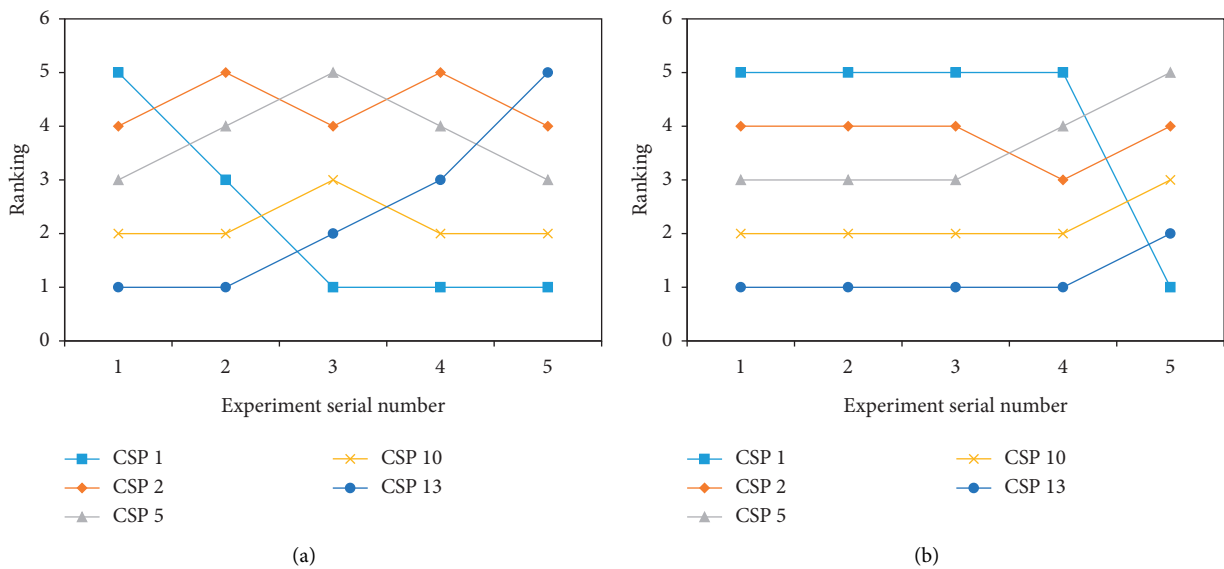 6
5
4
3
2
1
0
Ranking
1 2 3 4 5
Experiment serial number
CSP 1
CSP 2
CSP 5
CSP 10
CSP 13
(a)
6
5
4
3
2
1
0
Ranking
1 2 3 4 5
Experiment serial number
CSP 1
CSP 2
CSP 5
CSP 10
CSP 13
(b)